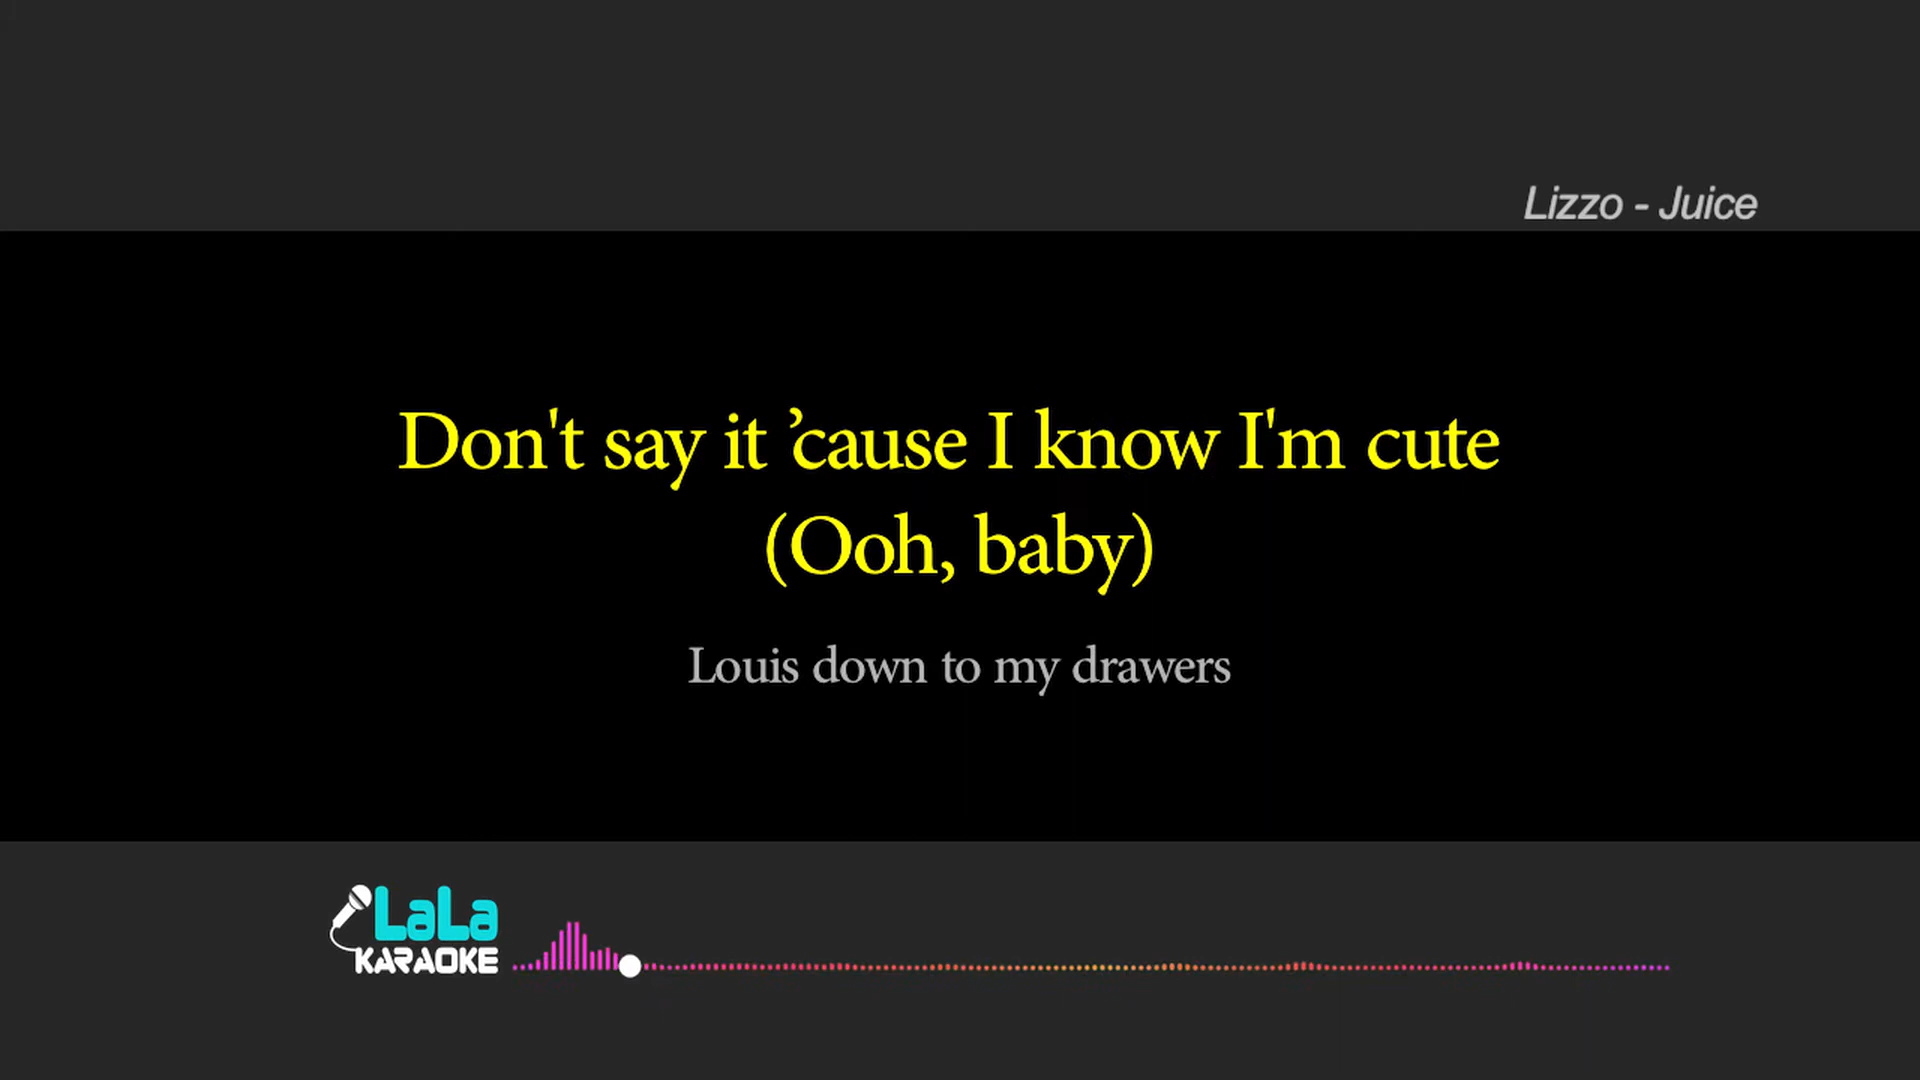 Lizzo - Juice
Don't say it ’cause I know I'm cute
(Ooh, baby)
Louis down to my drawers
LaLa
KARAOKE